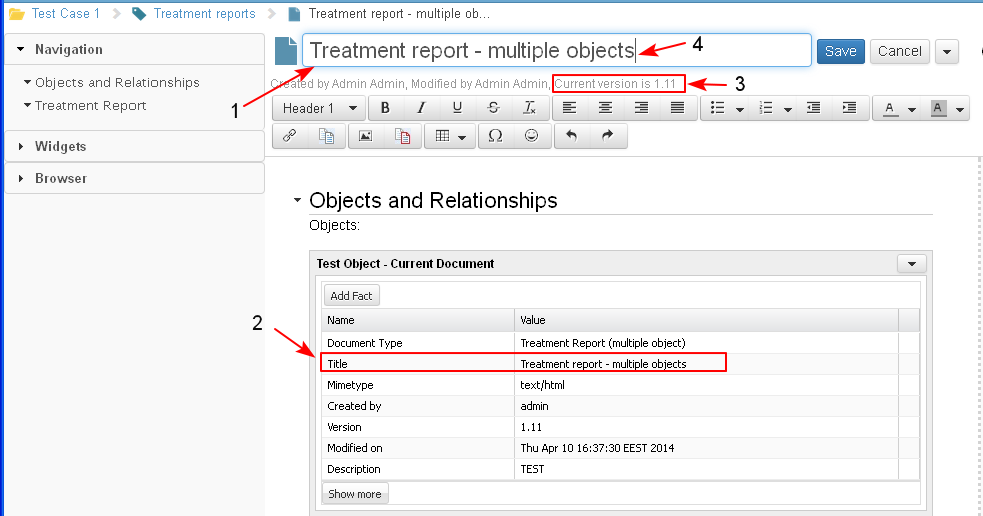 Test Case 1 Treatment reports Treatment report - multiple ob...
Navigation
Objects and Relationships
Treatment Report
Widgets
Browser
Treatment report - multiple objects
Save Cancel
Created by Admin Admin, Modified by Admin Admin, Current version is 1.11
1
4
3
Header 1 B I U S Tx A A
Ω
Objects and Relationships
Objects:
Test Object - Current Document
Add Fact
Name Value
Document Type Treatment Report (multiple object)
2
Title Treatment report - multiple objects
Mimetype text/html
Created by admin
Version 1.11
Modified on Thu Apr 10 16:37:30 EEST 2014
Description TEST
Show more